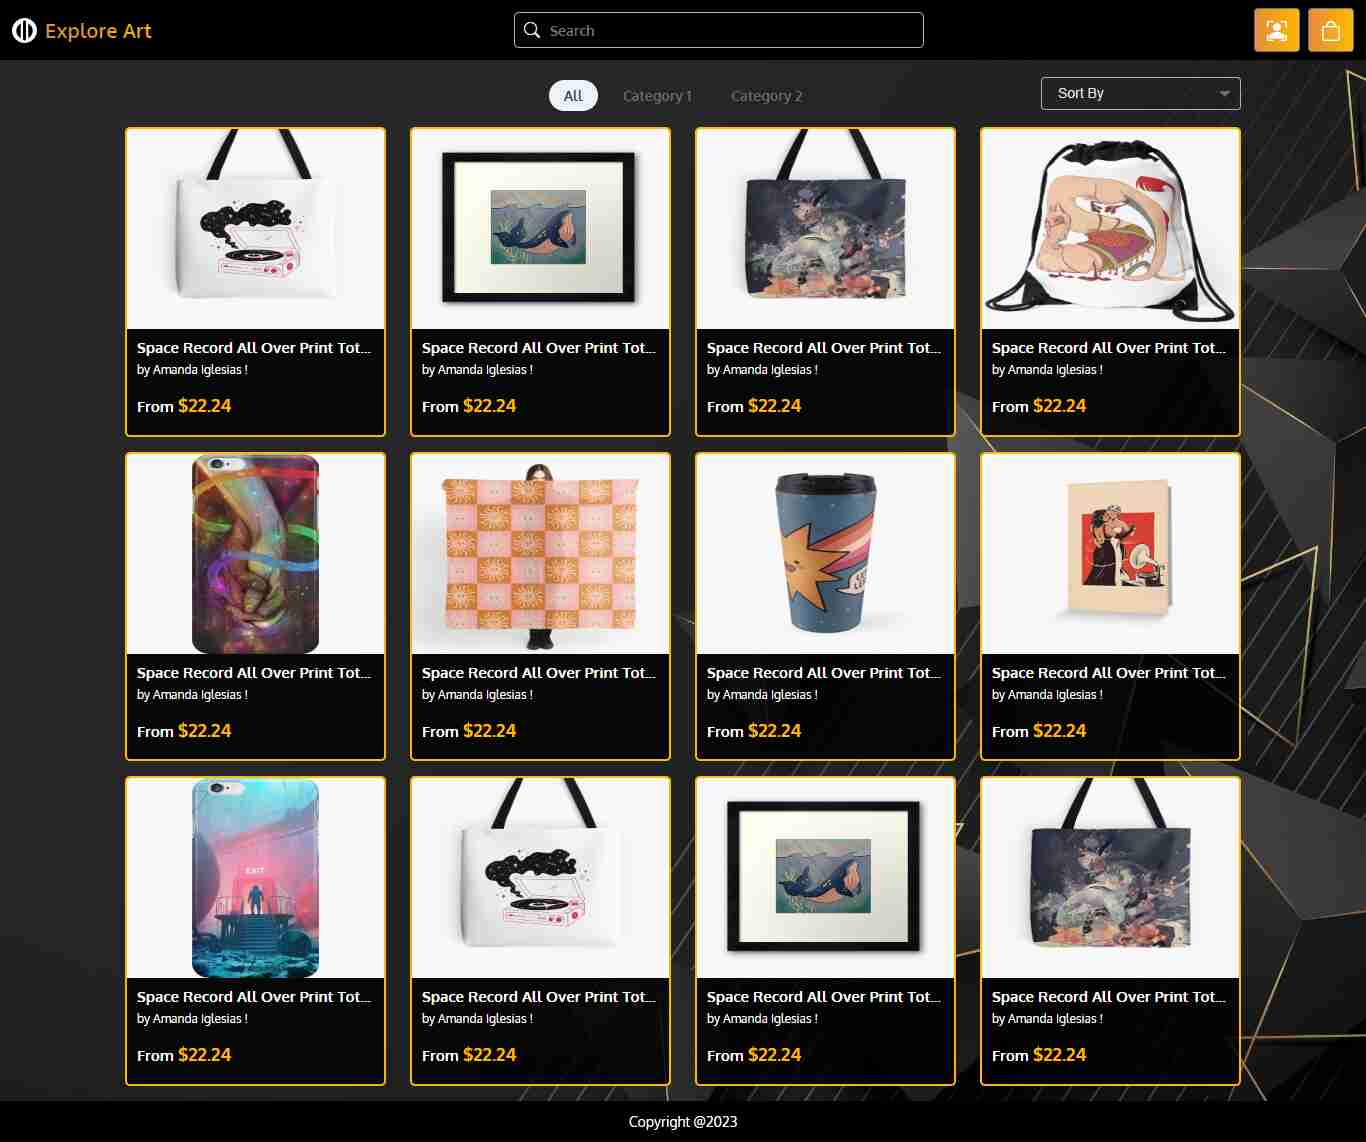 Explore Art
Search
All
Category 1
Category 2
Sort By
Space Record All Over Print Tot...
by Amanda Iglesias !
From $22.24
Space Record All Over Print Tot...
by Amanda Iglesias !
From $22.24
Space Record All Over Print Tot...
by Amanda Iglesias !
From $22.24
Space Record All Over Print Tot...
by Amanda Iglesias !
From $22.24
Space Record All Over Print Tot...
by Amanda Iglesias !
From $22.24
Space Record All Over Print Tot...
by Amanda Iglesias !
From $22.24
Space Record All Over Print Tot...
by Amanda Iglesias !
From $22.24
Space Record All Over Print Tot...
by Amanda Iglesias !
From $22.24
EXIT
Space Record All Over Print Tot...
by Amanda Iglesias !
From $22.24
Space Record All Over Print Tot...
by Amanda Iglesias !
From $22.24
Space Record All Over Print Tot...
by Amanda Iglesias !
From $22.24
Space Record All Over Print Tot...
by Amanda Iglesias !
From $22.24
Copyright @2023